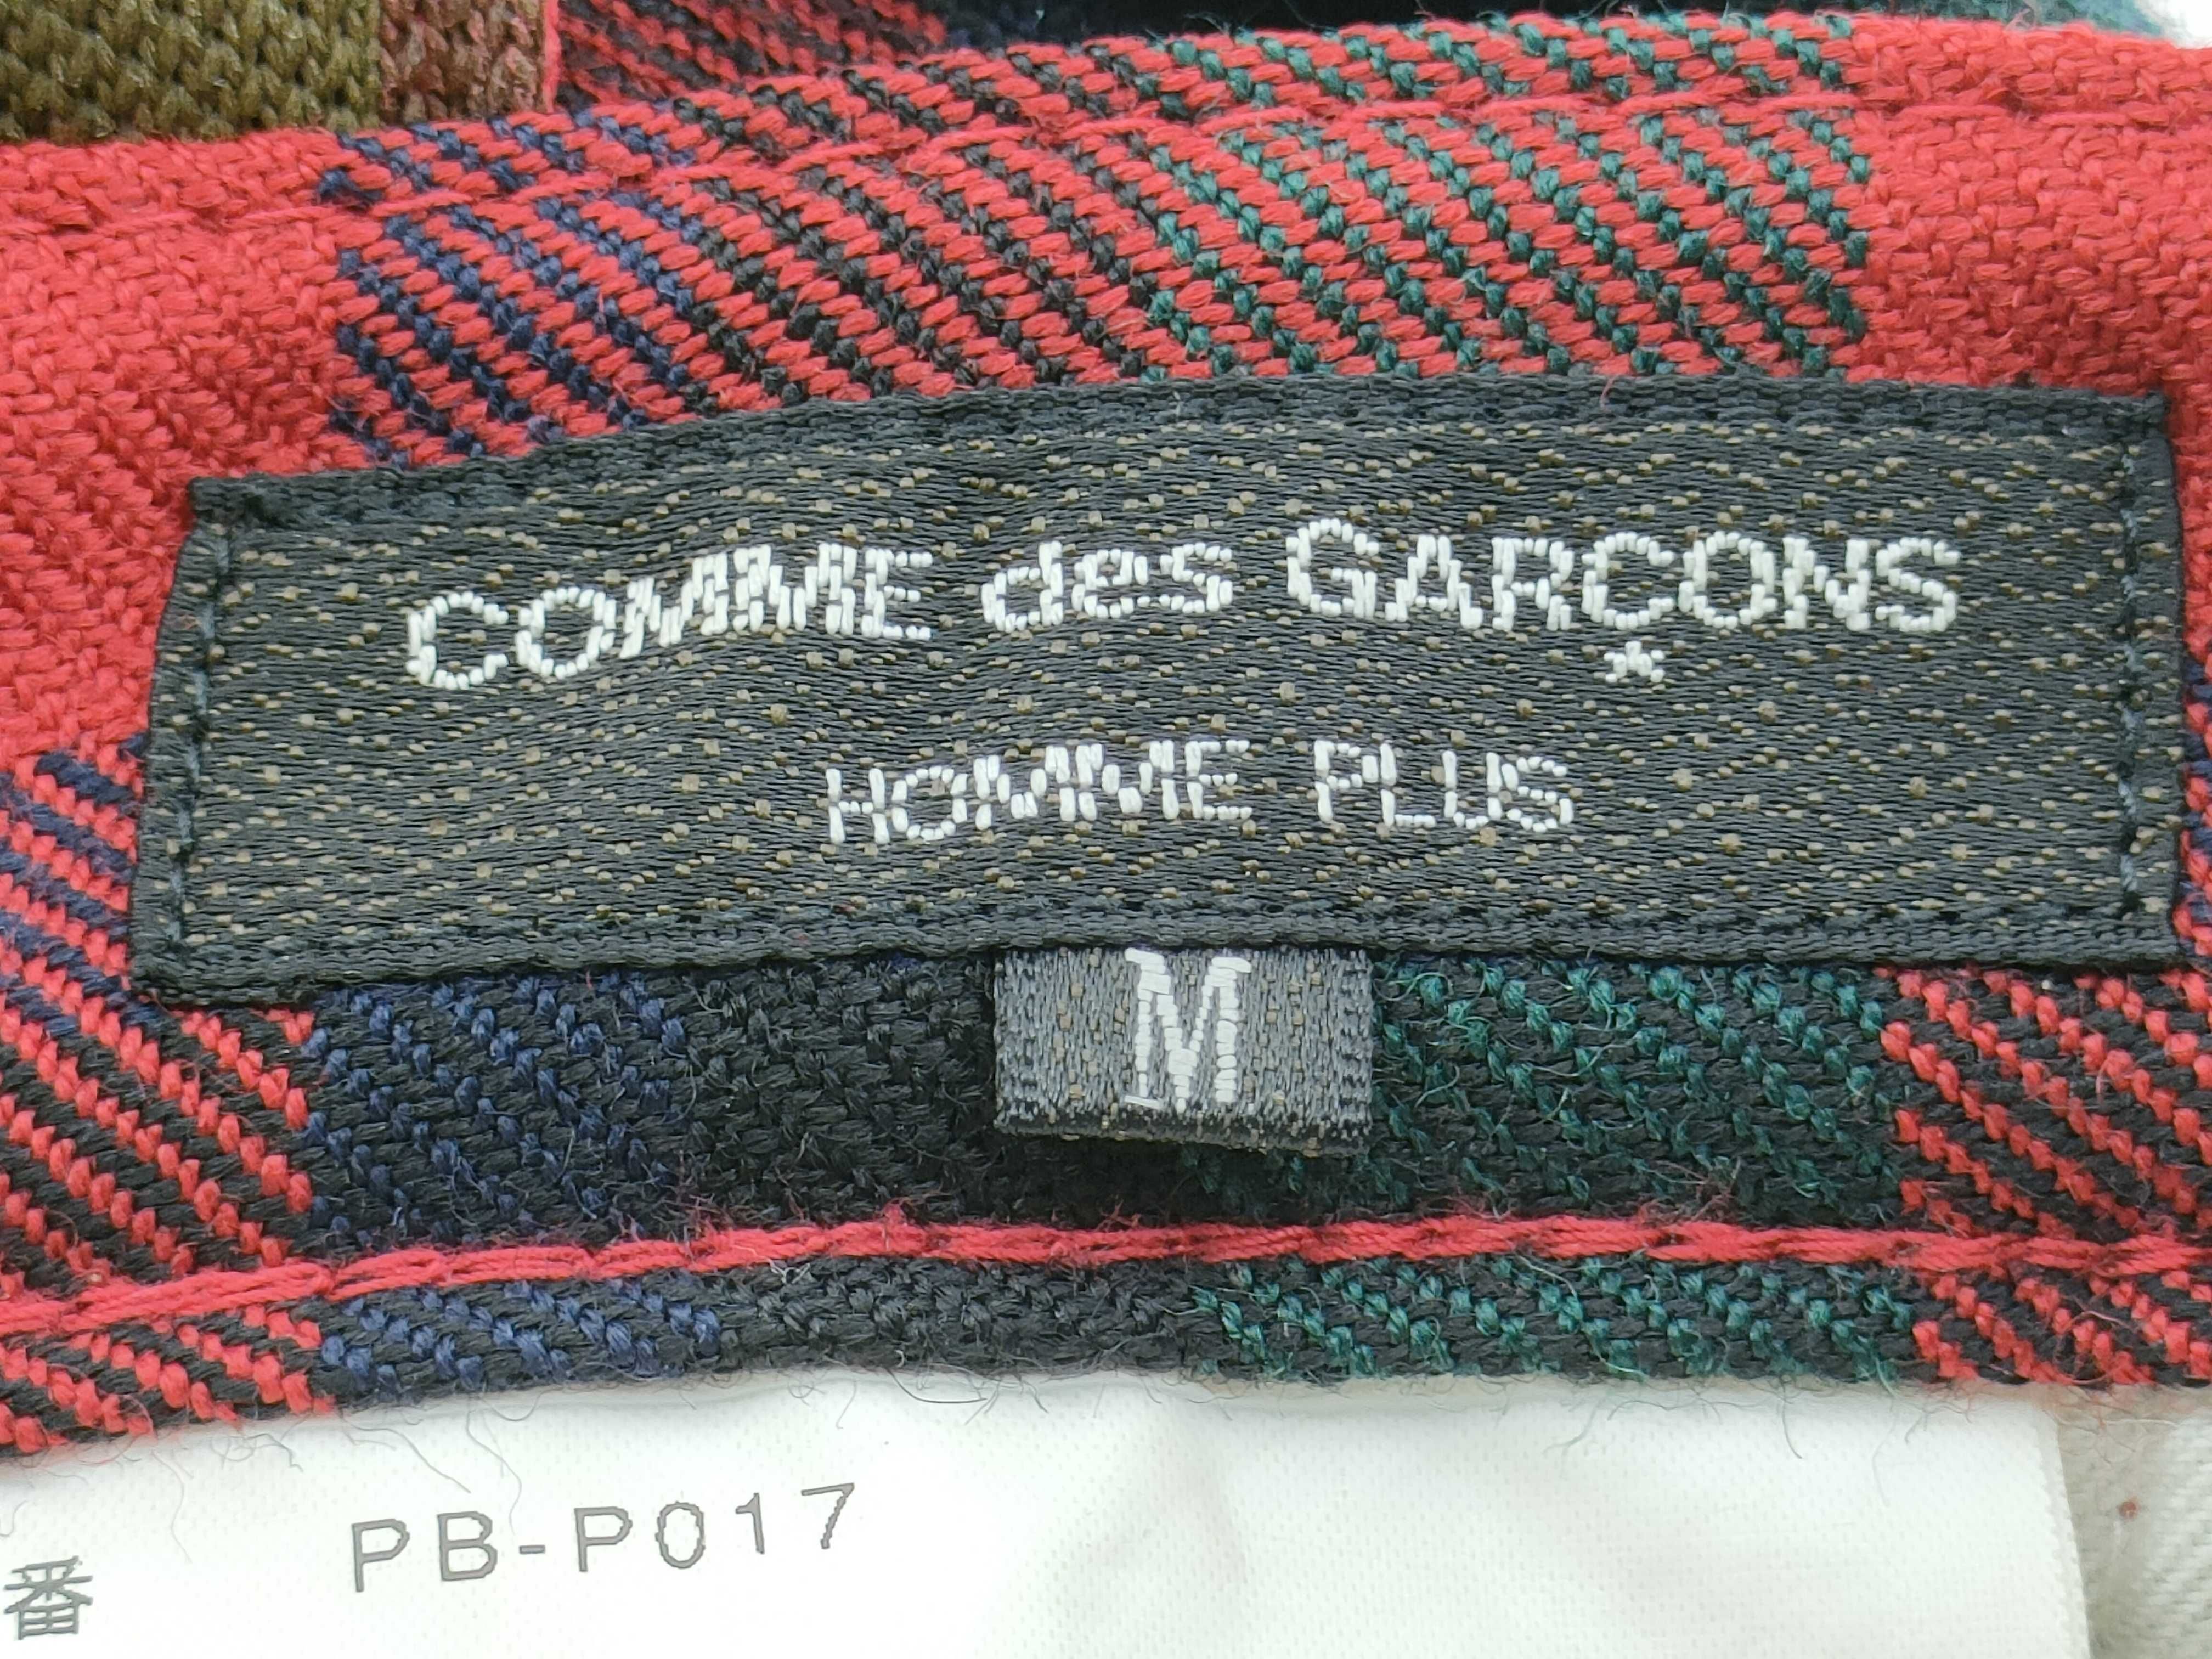 COMME des GARÇONS
HOMME PLUS
M
番 PB-P017